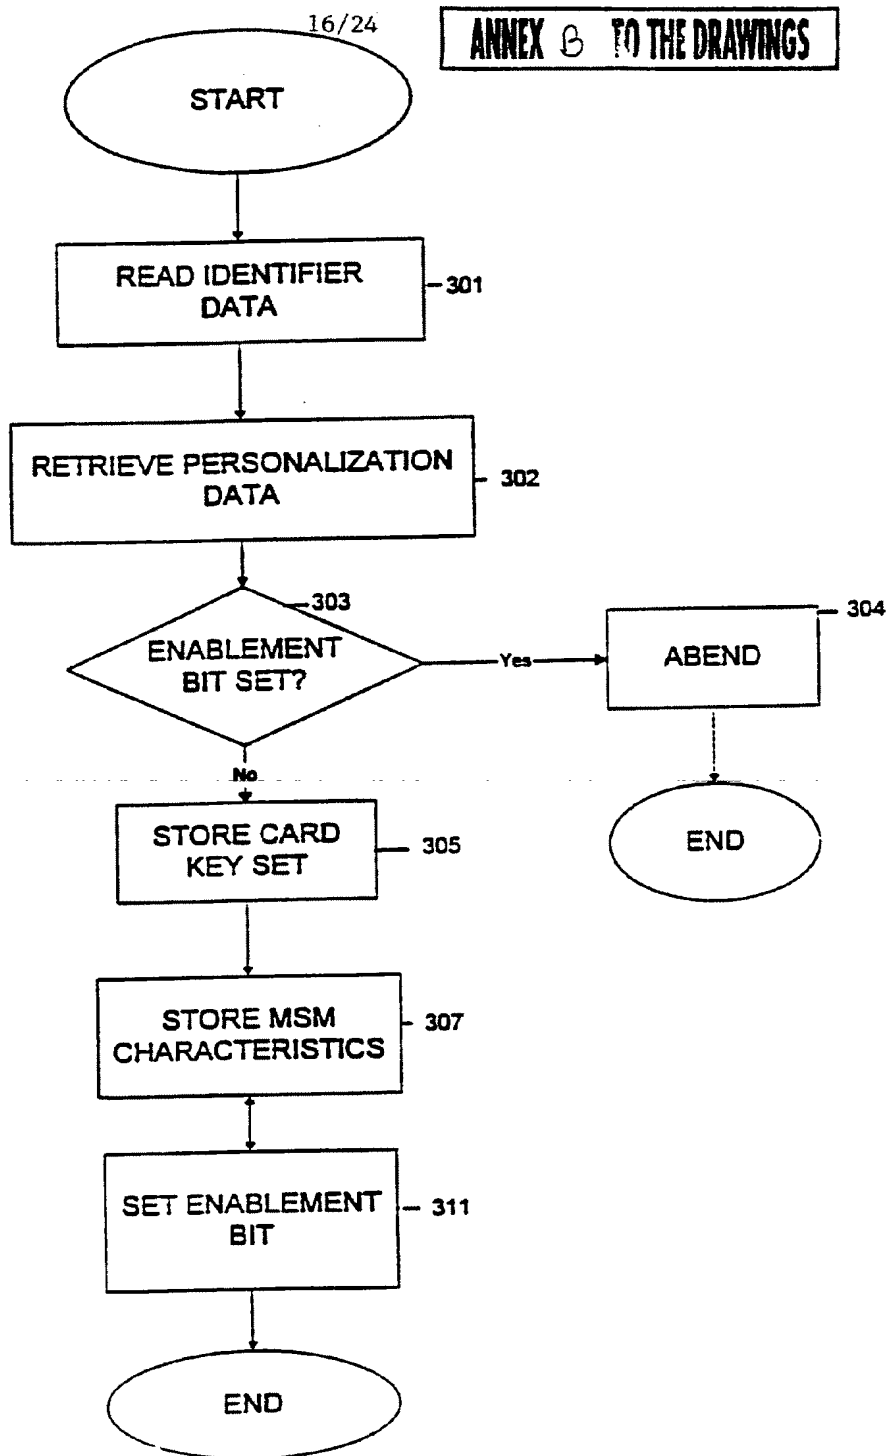 16/24
ANNEX B TO THE DRAWINGS
START
READ IDENTIFIER
DATA
301
RETRIEVE PERSONALIZATION
DATA
302
303
ENABLEMENT
BIT SET?
Yes
ABEND
304
END
No
STORE CARD
KEY SET
305
STORE MSM
CHARACTERISTICS
307
SET ENABLEMENT
BIT
311
END